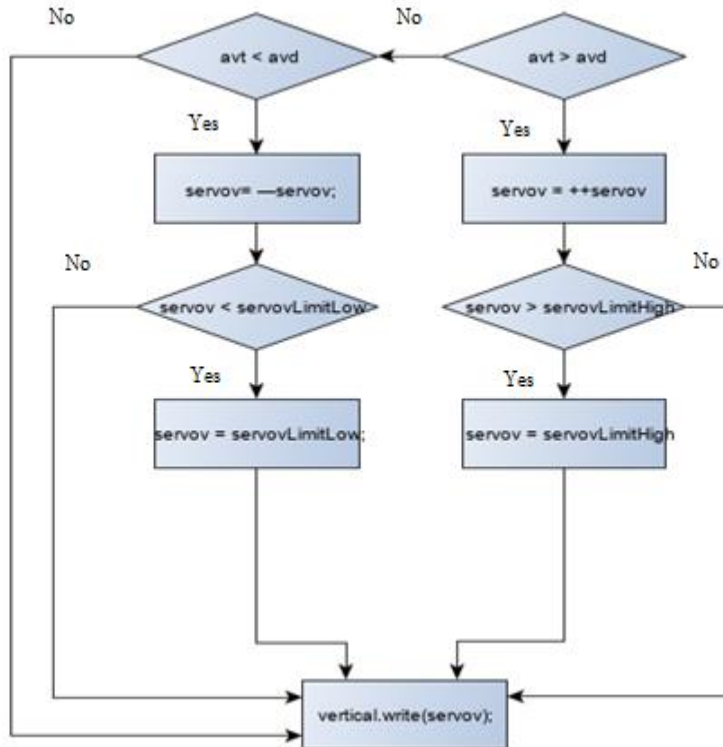 No
No
avt < avd
avt > avd
Yes
Yes
servov= —servov;
servov = ++servov
No
No
servov < servovLimitLow
servov > servovLimitHigh
Yes
Yes
servov = servovLimitLow;
servov = servovLimitHigh
vertical.write(servov);